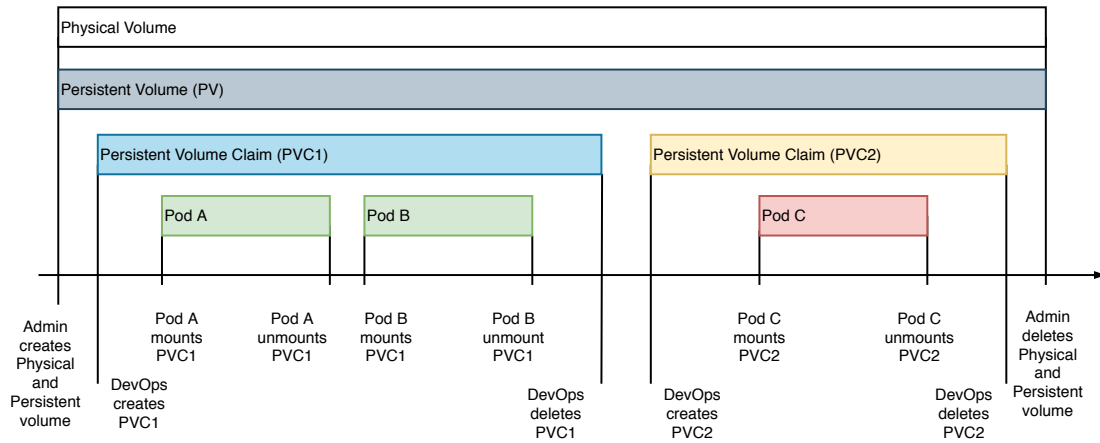 Physical Volume
Persistent Volume (PV)
Persistent Volume Claim (PVC1)
Persistent Volume Claim (PVC2)
Pod A
Pod B
Pod C
Admin
creates
Physical
and
Persistent
volume
DevOps
creates
PVC1
Pod A
mounts
PVC1
Pod A
unmounts
PVC1
Pod B
mounts
PVC1
Pod B
unmount
PVC1
DevOps
deletes
PVC1
DevOps
creates
PVC2
Pod C
mounts
PVC2
Pod C
unmounts
PVC2
DevOps
deletes
PVC2
Admin
deletes
Physical
and
Persistent
volume